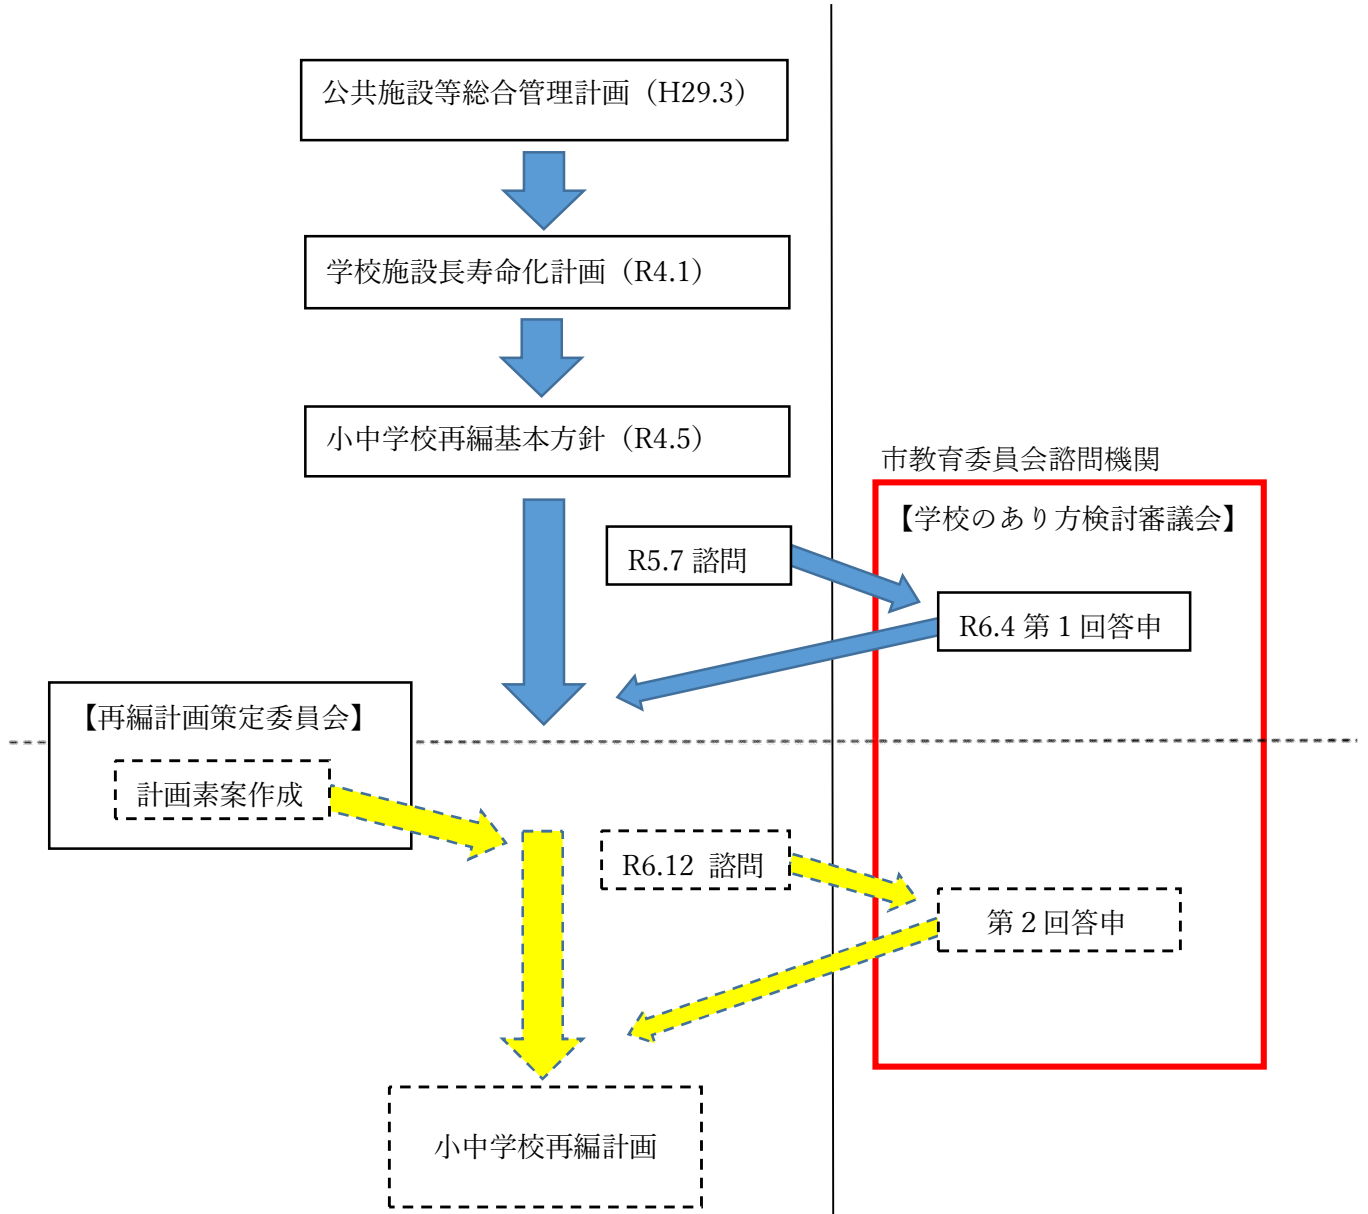 公共施設等総合管理計画（H29.3）
学校施設長寿命化計画（R4.1）
小中学校再編基本方針（R4.5）
市教育委員会諮問機関
【学校のあり方検討審議会】
R5.7 諮問
R6.4 第１回答申
【再編計画策定委員会】
計画素案作成
R6.12 諮問
第２回答申
小中学校再編計画